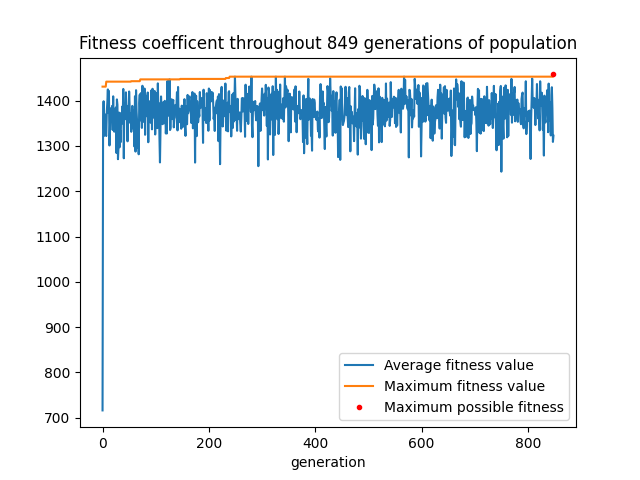 Fitness coefficent throughout 849 generations of population
1400
1300
1200
1100
1000
900
800
700
0
200
400
600
800
generation
Average fitness value
Maximum fitness value
Maximum possible fitness